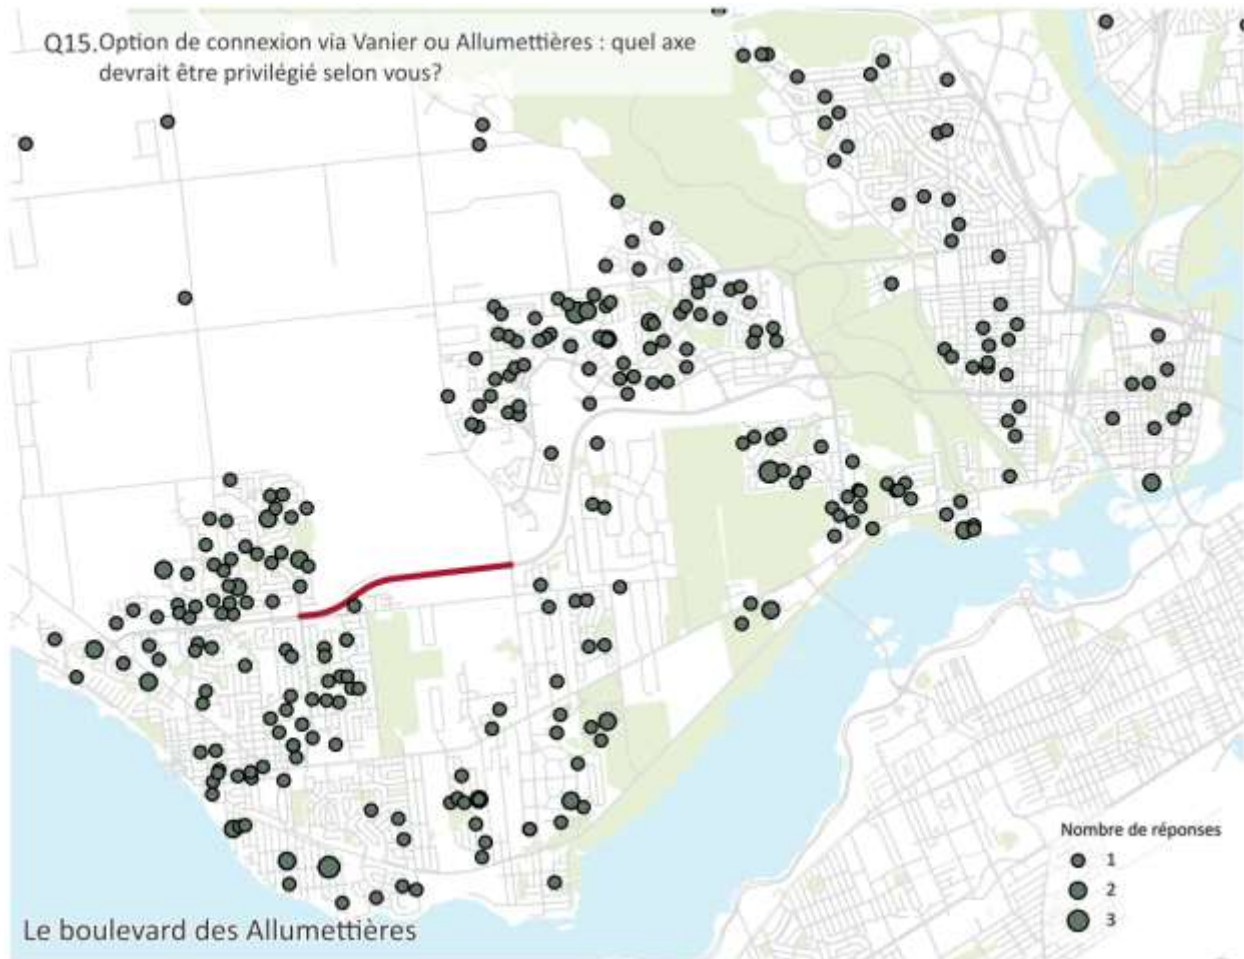 Q15.Option de connexion via Vanier ou Allumettières : quel axe
devrait être privilégié selon vous?
Nombre de réponses
1
2
3
Le boulevard des Allumettières